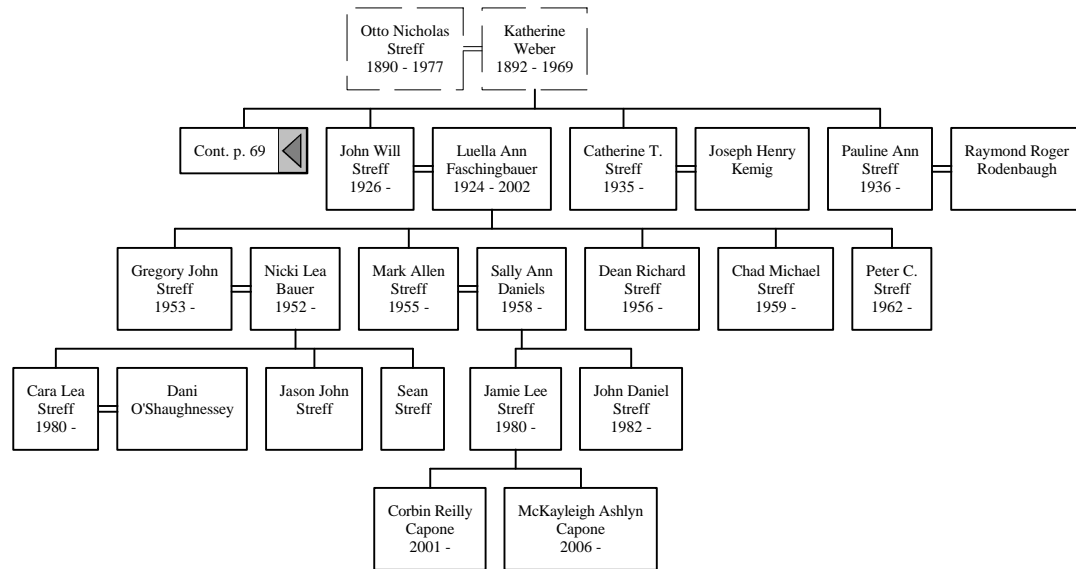 Otto Nicholas
Streff
1890 - 1977
Katherine
Weber
1892 - 1969
Cont. p. 69
John Will
Streff
1926 -
Luella Ann
Faschingbauer
1924 - 2002
Catherine T.
Streff
1935 -
Joseph Henry
Kemig
Pauline Ann
Streff
1936 -
Raymond Roger
Rodenbaugh
Gregory John
Streff
1953 -
Nicki Lea
Bauer
1952 -
Mark Allen
Streff
1955 -
Sally Ann
Daniels
1958 -
Dean Richard
Streff
1956 -
Chad Michael
Streff
1959 -
Peter C.
Streff
1962 -
Cara Lea
Streff
1980 -
Dani
O'Shaughnessey
Jason John
Streff
Sean
Streff
Jamie Lee
Streff
1980 -
John Daniel
Streff
1982 -
Corbin Reilly
Capone
2001 -
McKayleigh Ashlyn
Capone
2006 -